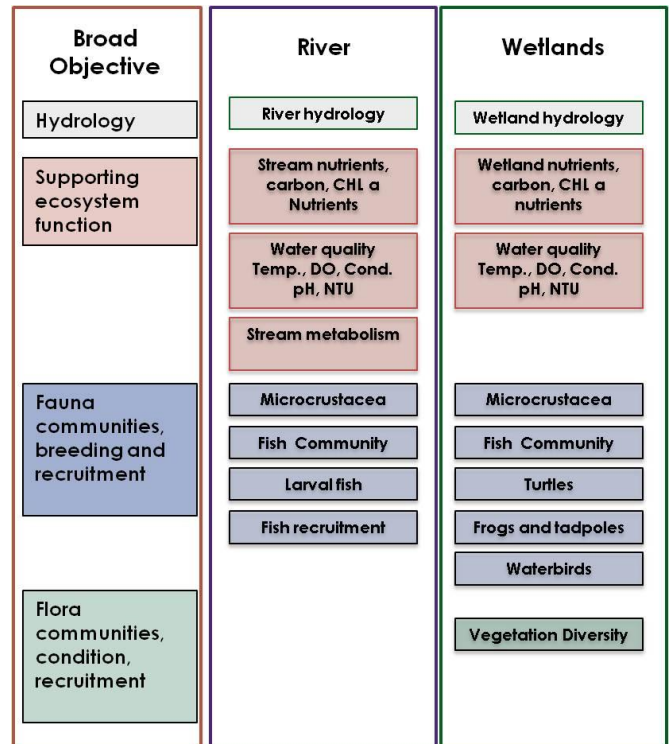 Broad
Objective
Hydrology
Supporting
ecosystem
function
Fauna
communities,
breeding and
recruitment
Flora
communities,
condition,
recruitment
River
River hydrology
Stream nutrients,
carbon, CHL a
Nutrients
Water quality
Temp., DO, Cond.
pH, NTU
Stream metabolism
Microcrustacea
Fish Community
Larval fish
Fish recruitment
Wetlands
Wetland hydrology
Wetland nutrients,
carbon, CHL a
nutrients
Water quality
Temp., DO, Cond.
pH, NTU
Microcrustacea
Fish Community
Turtles
Frogs and tadpoles
Waterbirds
Vegetation Diversity